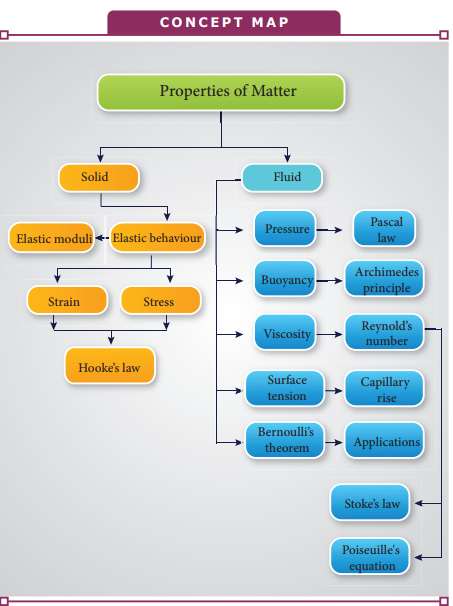 CONCEPT MAP
Properties of Matter
Solid
Fluid
Elastic moduli
Elastic behaviour
Strain
Stress
Hooke's law
Pressure
Pascal
law
Buoyancy
Archimedes
principle
Viscosity
Reynold's
number
Surface
tension
Capillary
rise
Bernoulli's
theorem
Applications
Stoke's law
Poiseuille's
equation